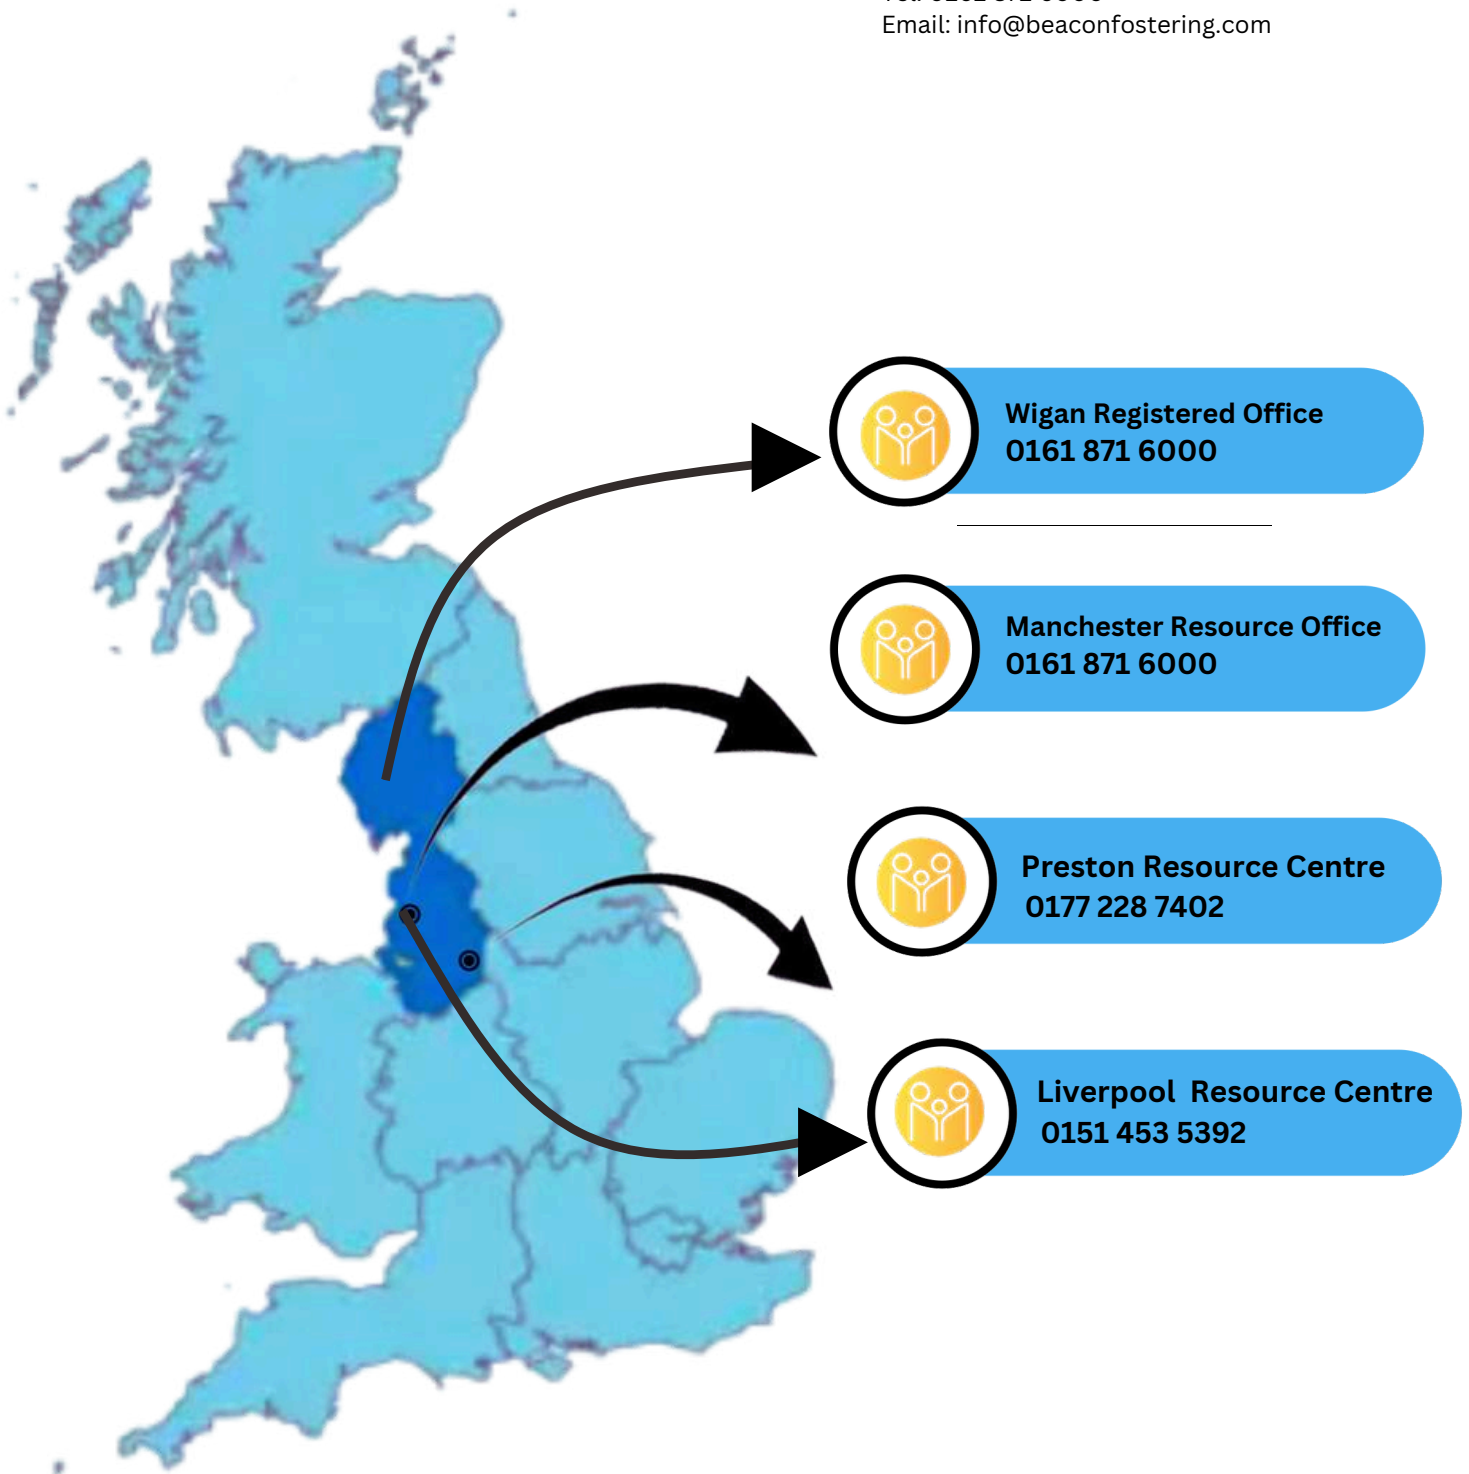 Email: info@beaconfostering.com
Wigan Registered Office
0161 871 6000
Manchester Resource Office
0161 871 6000
Preston Resource Centre
0177 228 7402
Liverpool Resource Centre
0151 453 5392